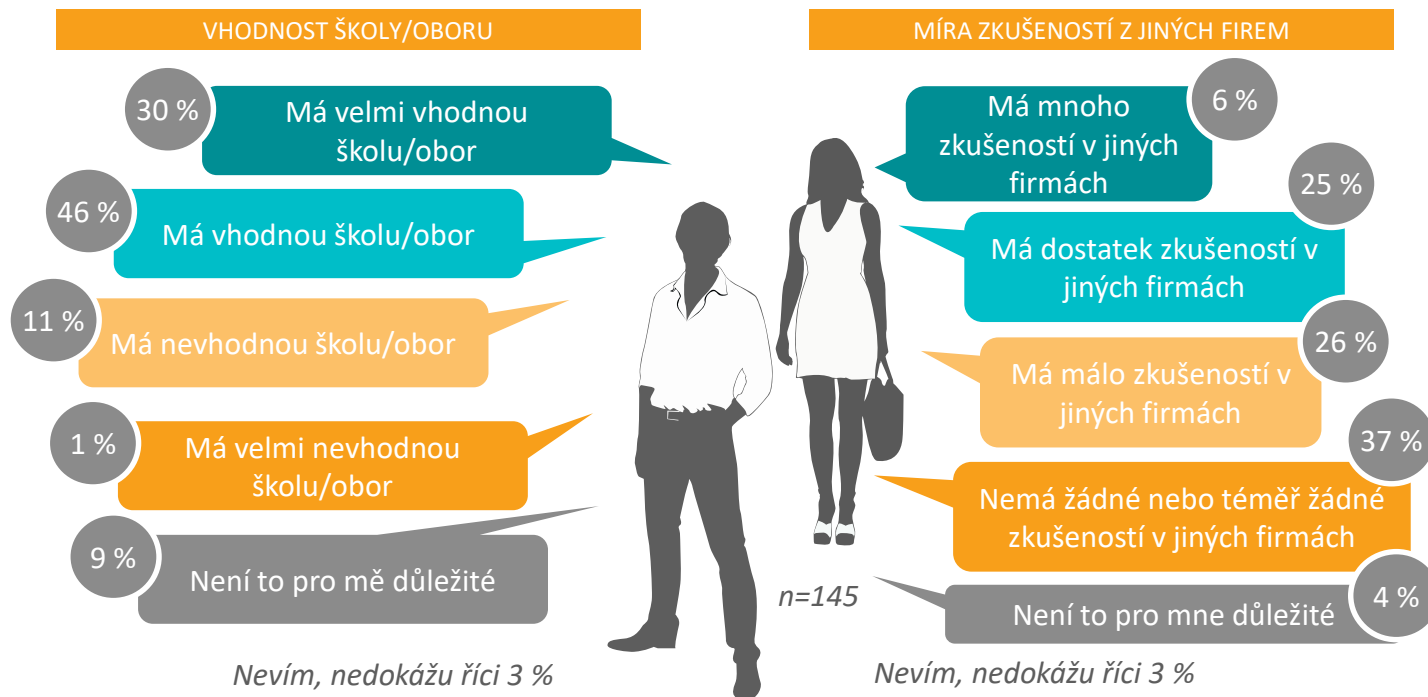 VHODNOST ŠKOLY/OBORU
30 %
Má velmi vhodnou
školu/obor
46 %
Má vhodnou školu/obor
11 %
Má nevhodnou školu/obor
1 %
Má velmi nevhodnou
školu/obor
9 %
Není to pro mě důležité
Nevím, nedokážu říci 3 %
n=145
MÍRA ZKUŠENOSTÍ Z JINÝCH FIREM
6 %
Má mnoho
zkušeností v jiných
firmách
25 %
Má dostatek zkušeností v
jiných firmách
26 %
Má málo zkušeností v
jiných firmách
37 %
Nemá žádné nebo téměř žádné
zkušeností v jiných firmách
4 %
Není to pro mne důležité
Nevím, nedokážu říci 3 %